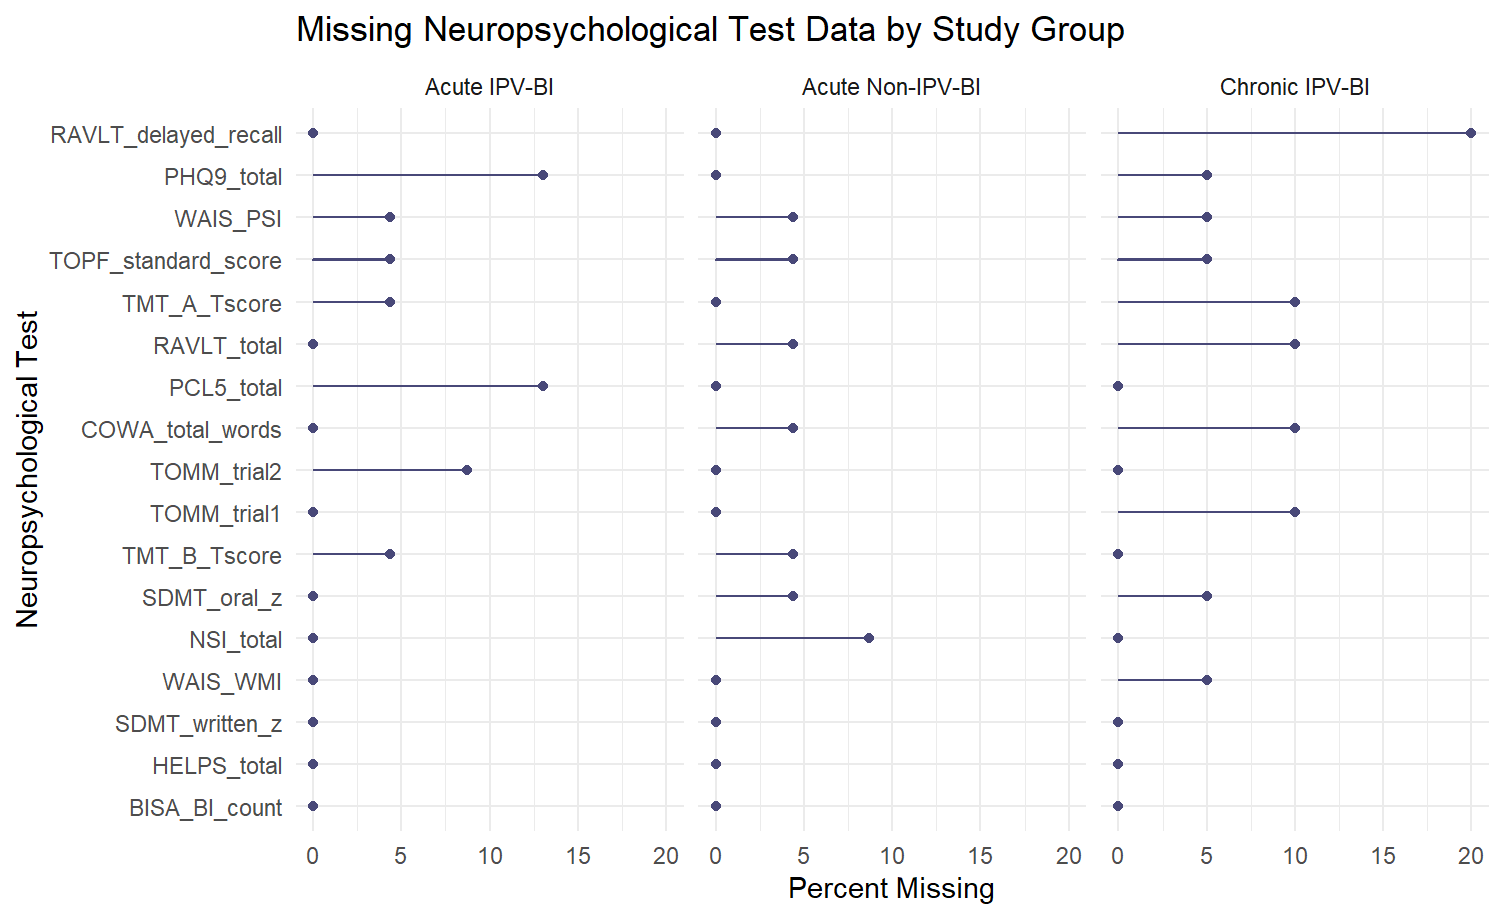 Missing Neuropsychological Test Data by Study Group
Acute IPV-BI
Acute Non-IPV-BI
Chronic IPV-BI
Neuropsychological Test
RAVLT_delayed_recall
PHQ9_total
WAIS_PSI
TOPF_standard_score
TMT_A_Tscore
RAVLT_total
PCL5_total
COWA_total_words
TOMM_trial2
TOMM_trial1
TMT_B_Tscore
SDMT_oral_z
NSI_total
WAIS_WMI
SDMT_written_z
HELPS_total
BISA_BI_count
0 5 10 15 20
0 5 10 15 20
0 5 10 15 20
Percent Missing